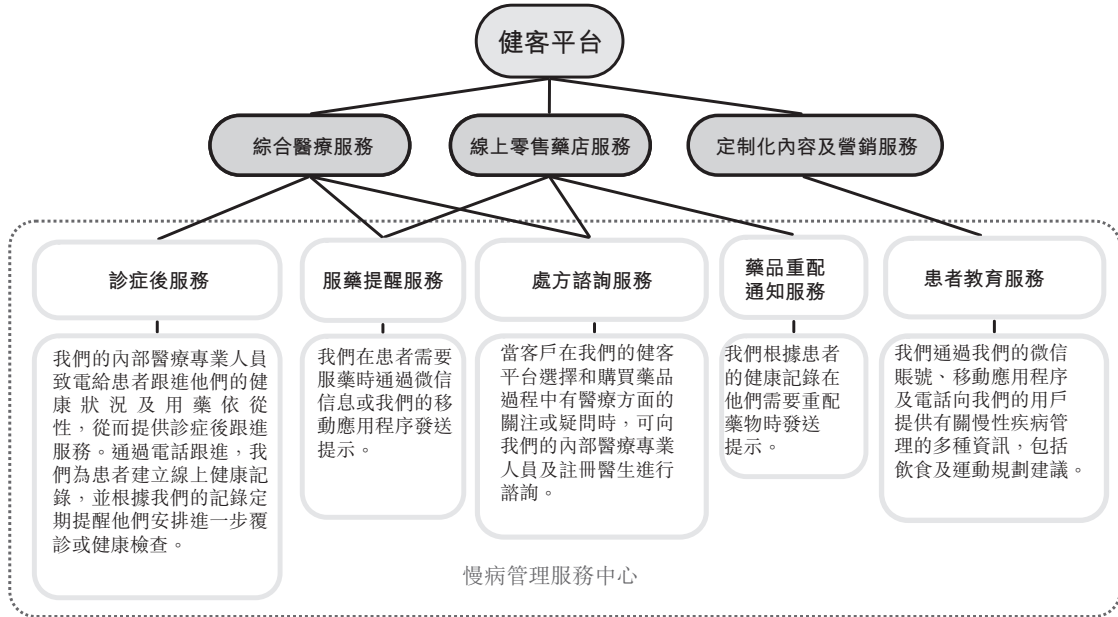 健客平台
綜合醫療服務
線上零售藥店服務
定制化內容及營銷服務
診症後服務
服藥提醒服務
處方諮詢服務
藥品重配
通知服務
患者教育服務
我們的內部醫療專業人員
致電給患者跟進他們的健
康狀況及用藥依從
性，從而提供診症後跟進
服務。通過電話跟進，我
們為患者建立線上健康記
錄，並根據我們的記錄定
期提醒他們安排進一步覆
診或健康檢查。
我們在患者需要
服藥時通過微信
信息或我們的移
動應用程序發送
提示。
當客戶在我們的健客
平台選擇和購買藥品
過程中有醫療方面的
關注或疑問時，可向
我們的內部醫療專業
人員及註冊醫生進行
諮詢。
我們根據患者
的健康記錄在
他們需要重配
藥物時發送
提示。
我們通過我們的微信
賬號、移動應用程序
及電話向我們的用戶
提供有關慢性疾病管
理的多種資訊，包括
飲食及運動規劃建議。
慢病管理服務中心